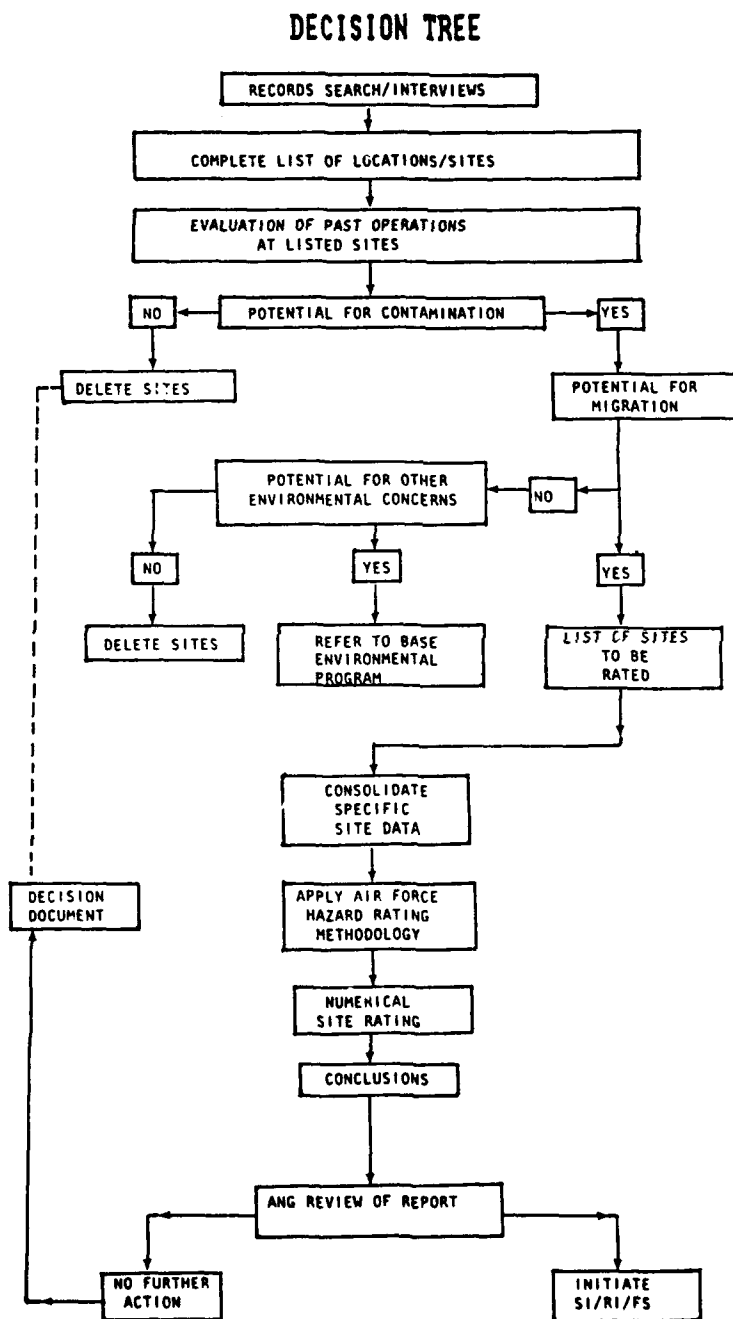 DECISION TREE
RECORDS SEARCH/INTERVIEWS
COMPLETE LIST OF LOCATIONS/SITES
EVALUATION OF PAST OPERATIONS
AT LISTED SITES
NO
POTENTIAL FOR CONTAMINATION
YES
DELETE SITES
POTENTIAL FOR
MIGRATION
POTENTIAL FOR OTHER
ENVIRONMENTAL CONCERNS
NO
NO
YES
YES
DELETE SITES
REFER TO BASE
ENVIRONMENTAL
PROGRAM
LIST OF SITES
TO BE
RATED
CONSOLIDATE
SPECIFIC
SITE DATA
DECISION
DOCUMENT
APPLY AIR FORCE
HAZARD RATING
METHODOLOGY
NUMERICAL
SITE RATING
CONCLUSIONS
ANG REVIEW OF REPORT
NO FURTHER
ACTION
INITIATE
SI/RI/FS